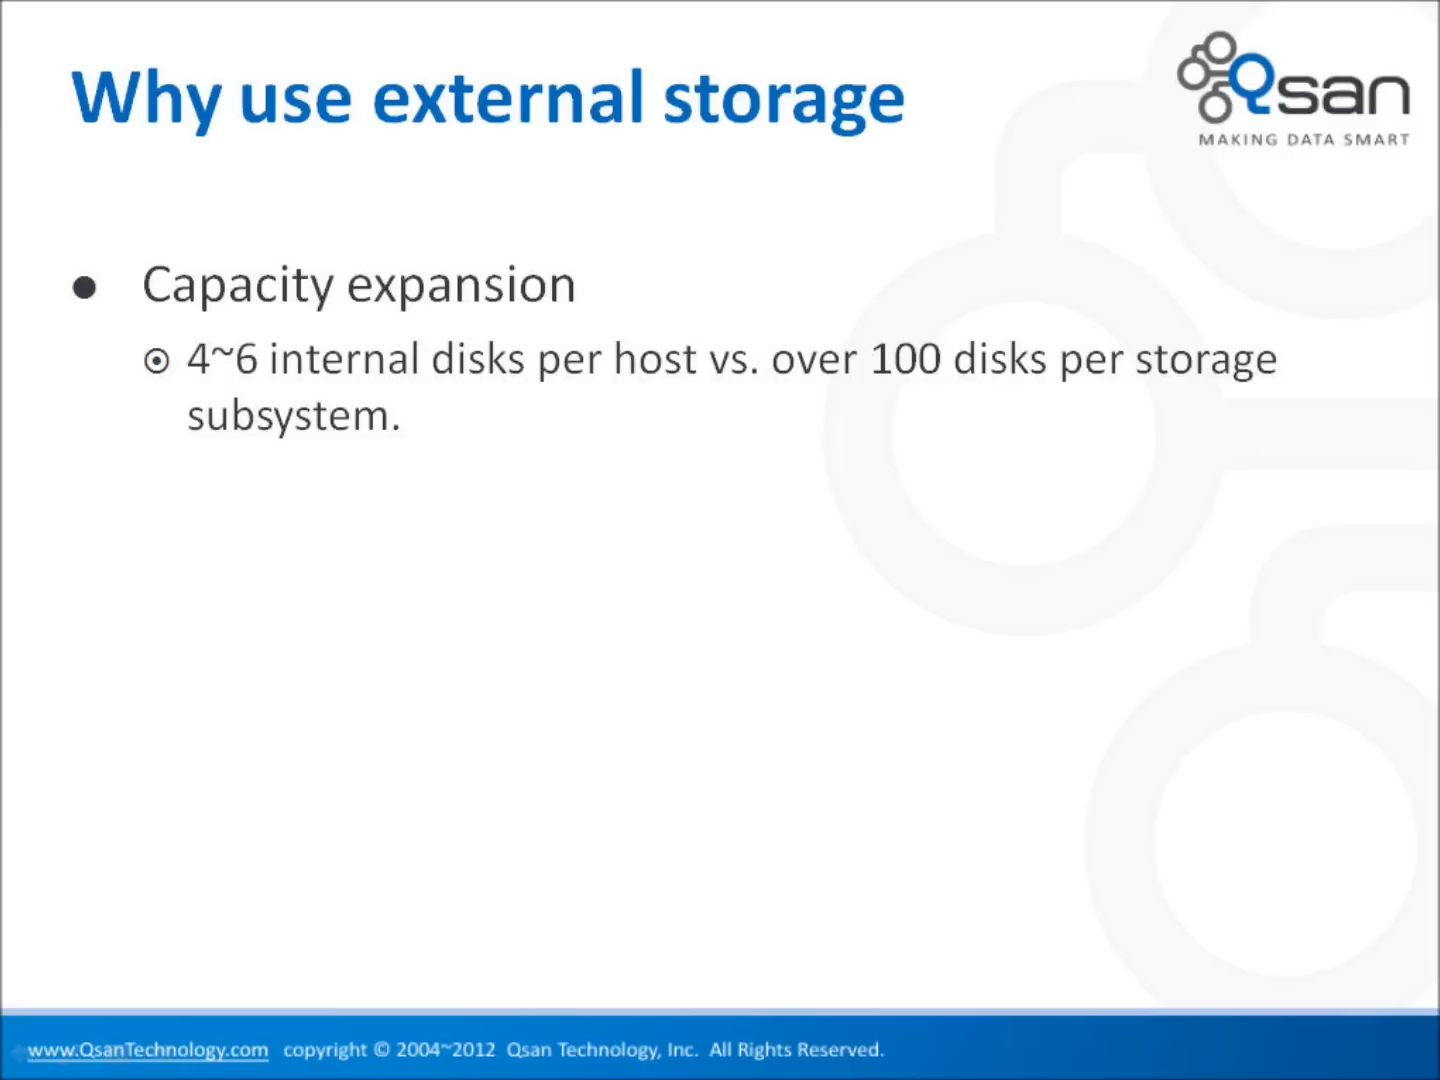 Why use external storage
Qsan
MAKING DATA SMART
● Capacity expansion
4~6 internal disks per host vs. over 100 disks per storage
subsystem.
www.QsanTechnology.com copyright © 2004~2012 Qsan Technology, Inc. All Rights Reserved.